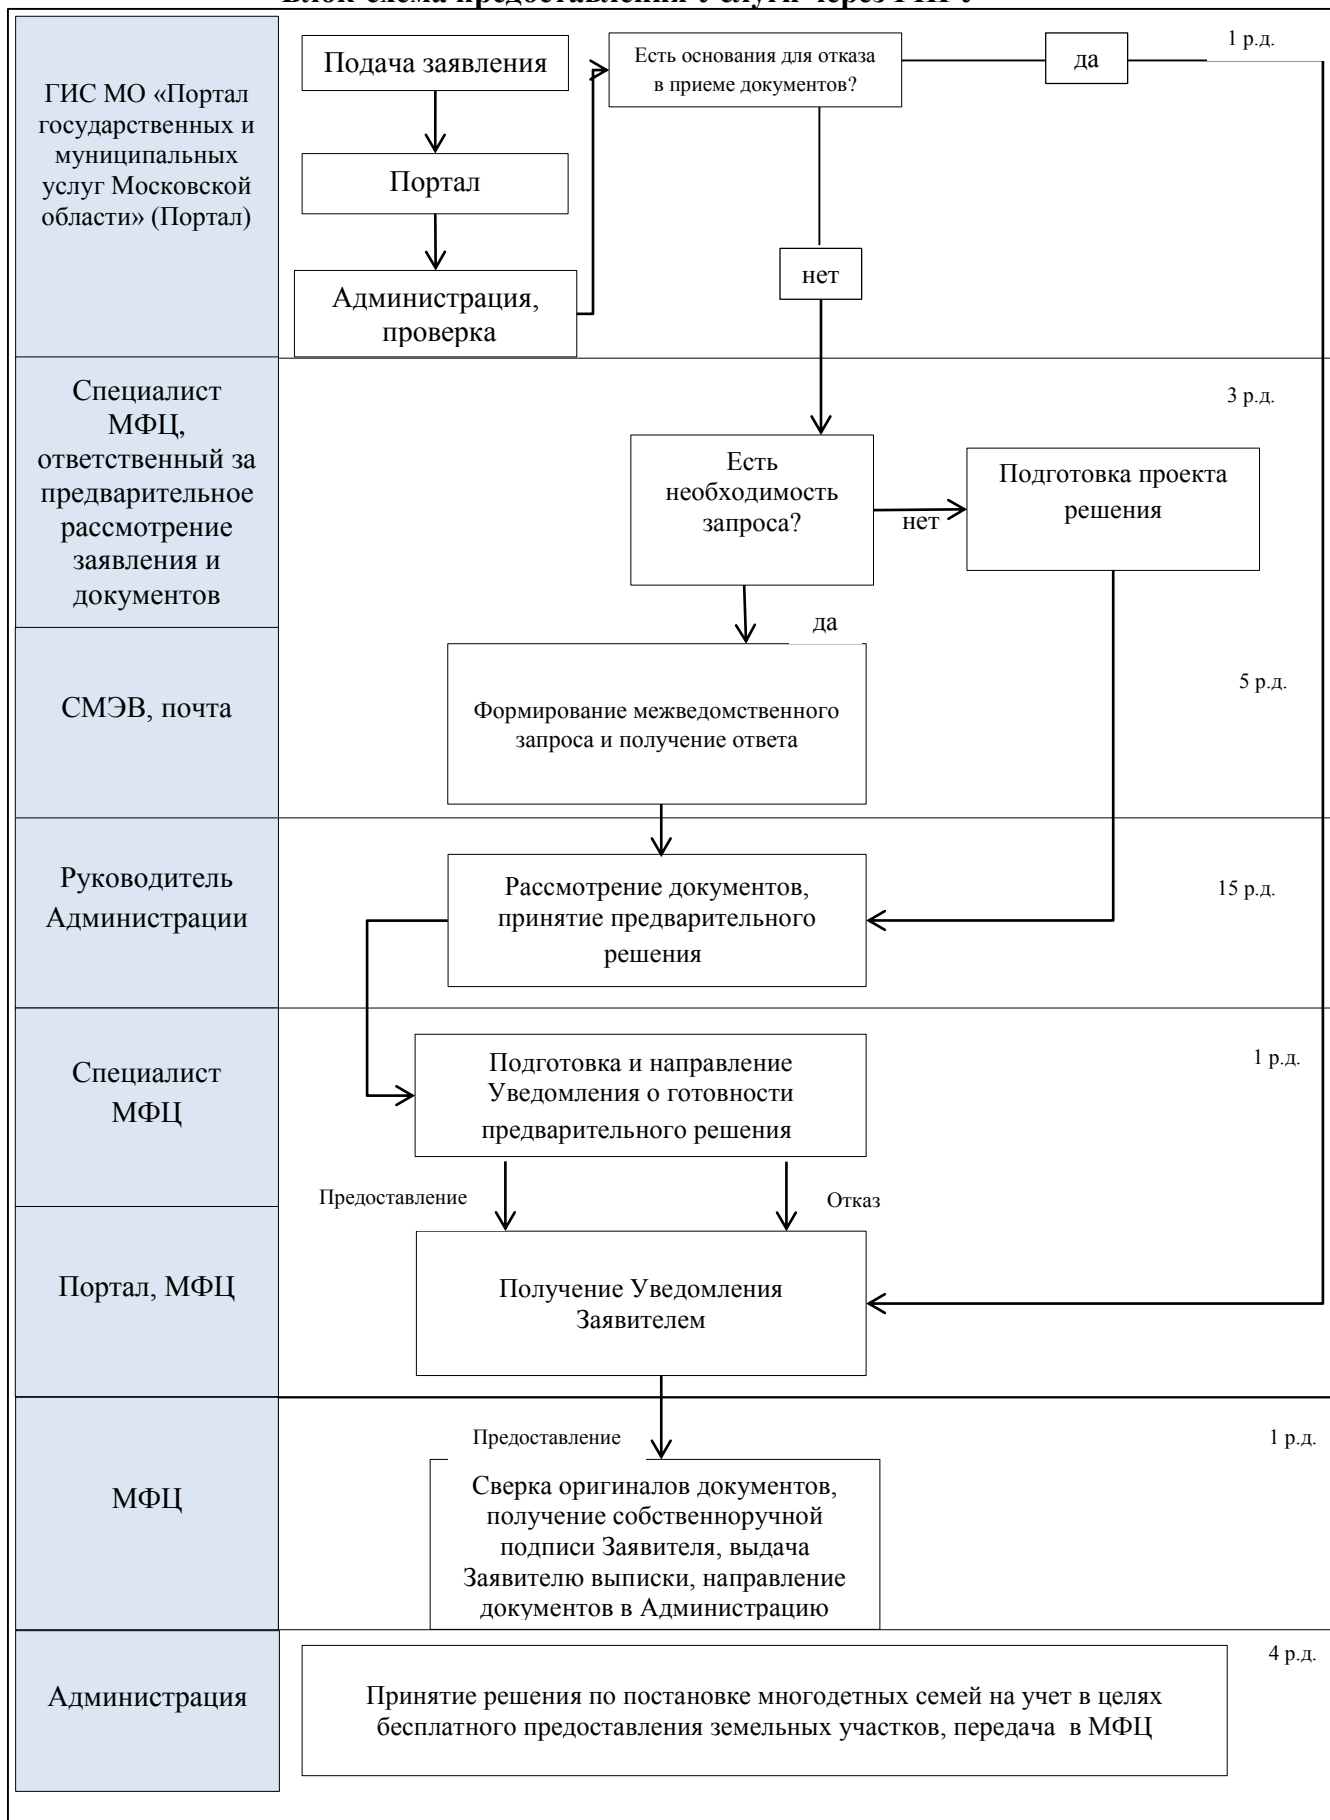 ГИС МО «Портал
государственных и
муниципальных
услуг Московской
области» (Портал)
Подача заявления
Портал
Администрация,
проверка
Есть основания для отказа
в приеме документов?
да
1 р.д.
нет
Специалист
МФЦ,
ответственный за
предварительное
рассмотрение
заявления и
документов
3 р.д.
Есть
необходимость
запроса?
нет
Подготовка проекта
решения
да
СМЭВ, почта
5 р.д.
Формирование межведомственного
запроса и получение ответа
Руководитель
Администрации
15 р.д.
Рассмотрение документов,
принятие предварительного
решения
Специалист
МФЦ
1 р.д.
Подготовка и направление
Уведомления о готовности
предварительного решения
Предоставление
Отказ
Портал, МФЦ
Получение Уведомления
Заявителем
МФЦ
Предоставление
1 р.д.
Сверка оригиналов документов,
получение собственноручной
подписи Заявителя, выдача
Заявителю выписки, направление
документов в Администрацию
Администрация
4 р.д.
Принятие решения по постановке многодетных семей на учет в целях
бесплатного предоставления земельных участков, передача в МФЦ